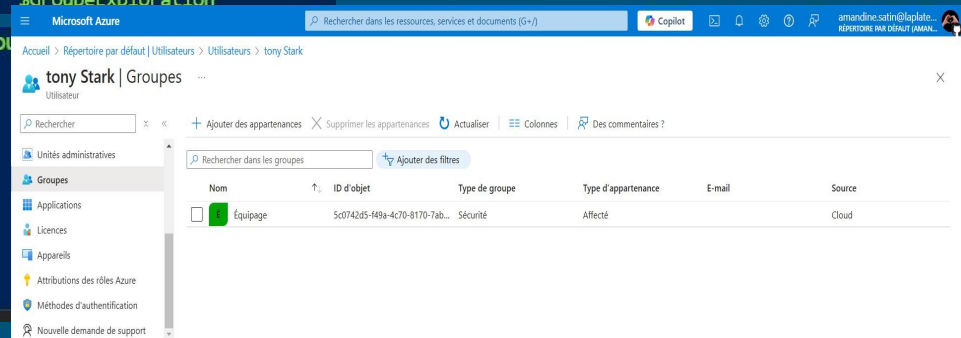 $GroupeExploration
Microsoft Azure
Rechercher dans les ressources, services et documents (G+/)
Copilot
amandine.satin@laplate...
RÉPERTOIRE PAR DÉFAUT (AMAN...
Accueil > Répertoire par défaut | Utilisateurs > Utilisateurs > tony Stark
tony Stark | Groupes ...
Utilisateur
Rechercher
Ajouter des appartenances Supprimer les appartenances Actualiser Colonnes Des commentaires ?
Unités administratives
Groupes
Applications
Licences
Appareils
Attributions des rôles Azure
Méthodes d'authentification
Nouvelle demande de support
Rechercher dans les groupes
Ajouter des filtres
Nom ID d'objet Type de groupe Type d'appartenance E-mail Source
É Équipage 5c0742d5-f49a-4c70-8170-7ab... Sécurité Affecté Cloud